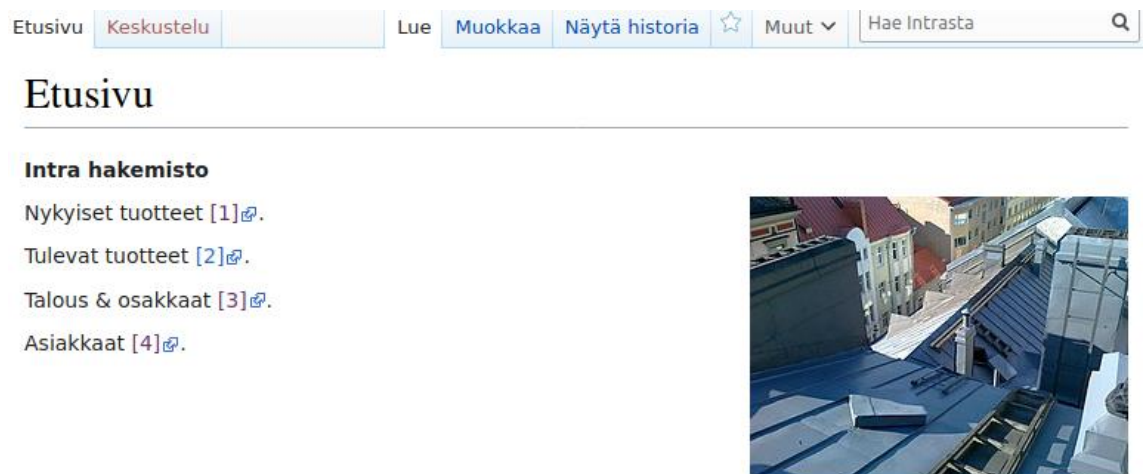 Etusivu Keskustelu Lue Muokkaa Näytä historia Muut Hae Intrasta
Etusivu
Intra hakemisto
Nykyiset tuotteet [1].
Tulevat tuotteet [2].
Talous & osakkaat [3].
Asiakkaat [4].